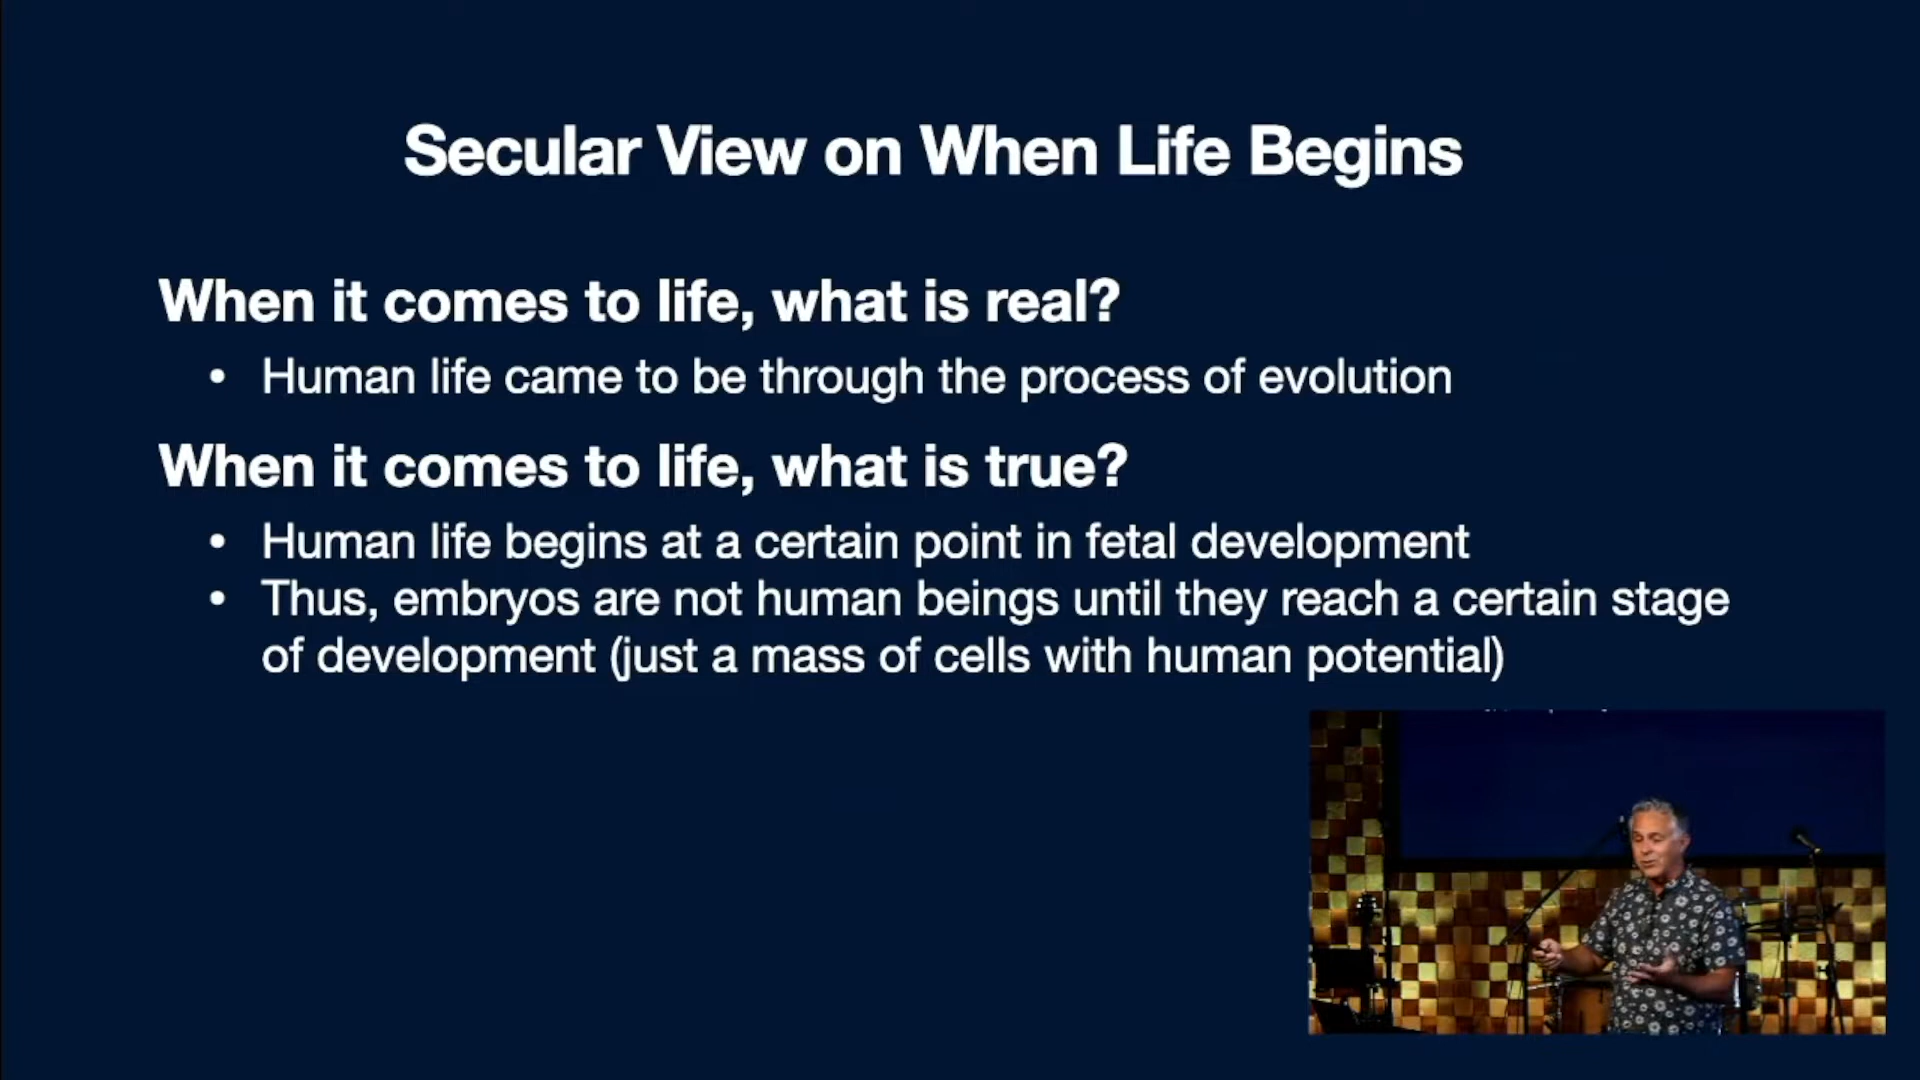 Secular View on When Life Begins
When it comes to life, what is real?
• Human life came to be through the process of evolution
When it comes to life, what is true?
• Human life begins at a certain point in fetal development
• Thus, embryos are not human beings until they reach a certain stage
of development (just a mass of cells with human potential)